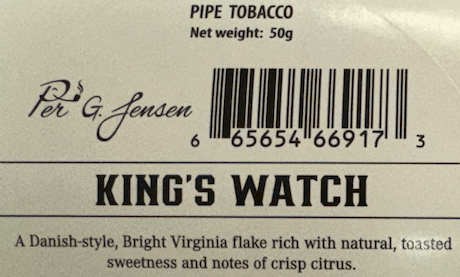 PIPE TOBACCO
Net weight: 50g
Per G. Jensen
6 65654 66917 3
KING'S WATCH
A Danish-style, Bright Virginia flake rich with natural, toasted
sweetness and notes of crisp citrus.